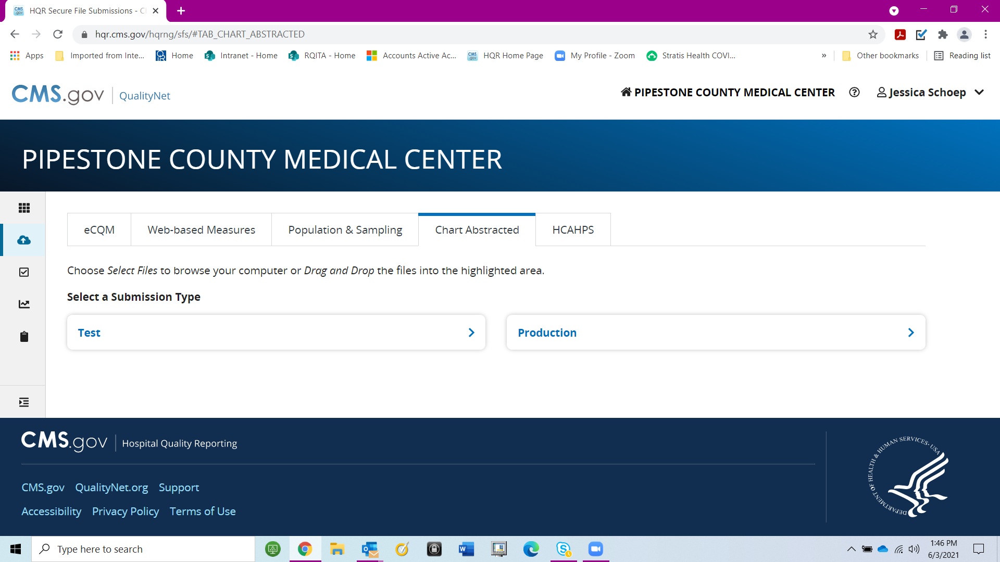 HQR Secure File Submissions - C
hqr.cms.gov/hqrng/sfs/#TAB_CHART_ABSTRACTED
Apps Imported from Inte... Home Intranet - Home RQITA - Home Accounts Active Ac... HQR Home Page My Profile - Zoom Stratis Health COVI... » Other bookmarks Reading list
CMS.gov QualityNet PIPESTONE COUNTY MEDICAL CENTER Jessica Schoep
PIPESTONE COUNTY MEDICAL CENTER
eCQM Web-based Measures Population & Sampling Chart Abstracted HCAHPS
Choose Select Files to browse your computer or Drag and Drop the files into the highlighted area.
Select a Submission Type
Test Production
CMS.gov Hospital Quality Reporting
DEPARTMENT OF HEALTH & HUMAN SERVICES · USA
CMS.gov QualityNet.org Support
Accessibility Privacy Policy Terms of Use
Type here to search
1:46 PM
6/3/2021